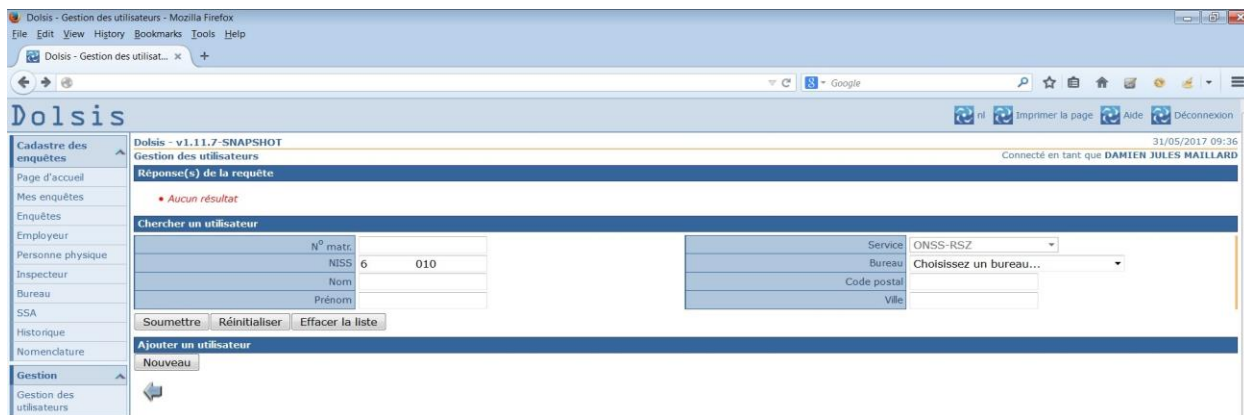 Dolsis - Gestion des utilisateurs - Mozilla Firefox
File Edit View History Bookmarks Tools Help
Dolsis - Gestion des utilisat... × +
Google
Dolsis
nl Imprimer la page Aide Déconnexion
Cadastre des enquêtes
Page d'accueil
Mes enquêtes
Enquêtes
Employeur
Personne physique
Inspecteur
Bureau
SSA
Historique
Nomenclature
Gestion
Gestion des utilisateurs
Dolsis - v1.11.7-SNAPSHOT 31/05/2017 09:36
Gestion des utilisateurs Connecté en tant que DAMIEN JULES MAILLARD
Réponse(s) de la requête
• Aucun résultat
Chercher un utilisateur
N° matr. Service ONSS-RSZ
NISS 6 010 Bureau Choisissez un bureau...
Nom Code postal
Prénom Ville
Soumettre Réinitialiser Effacer la liste
Ajouter un utilisateur
Nouveau